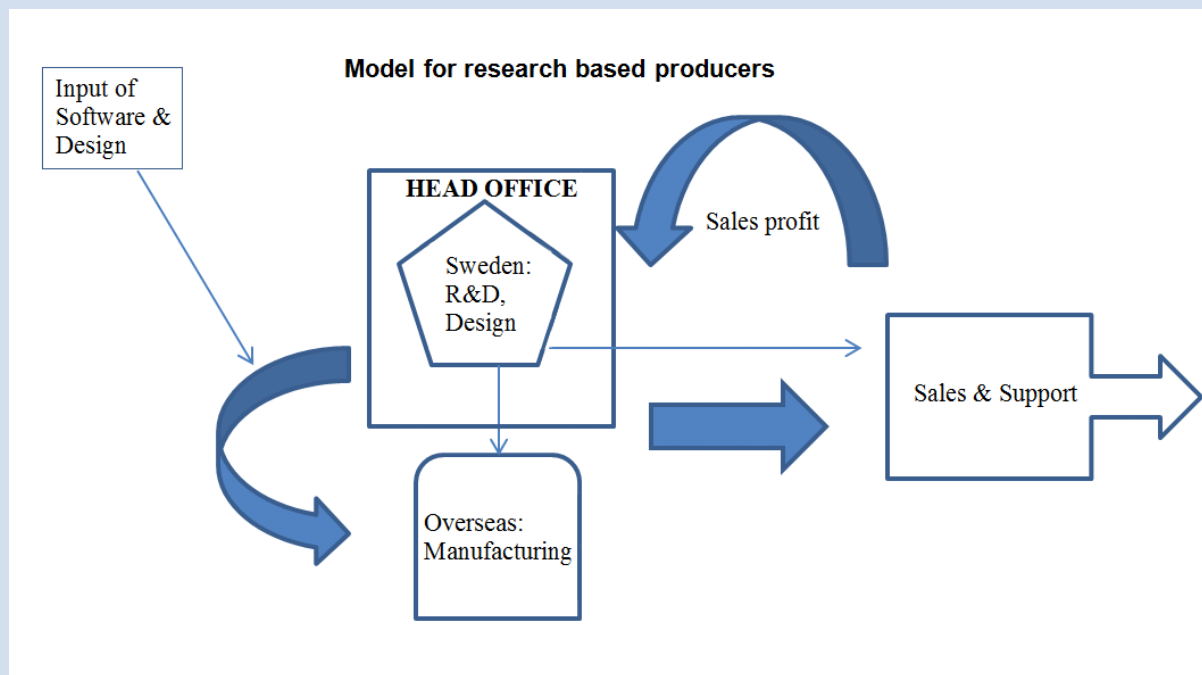 Model for research based producers
Input of
Software &
Design
HEAD OFFICE
Sweden:
R&D,
Design
Sales profit
Sales & Support
Overseas:
Manufacturing